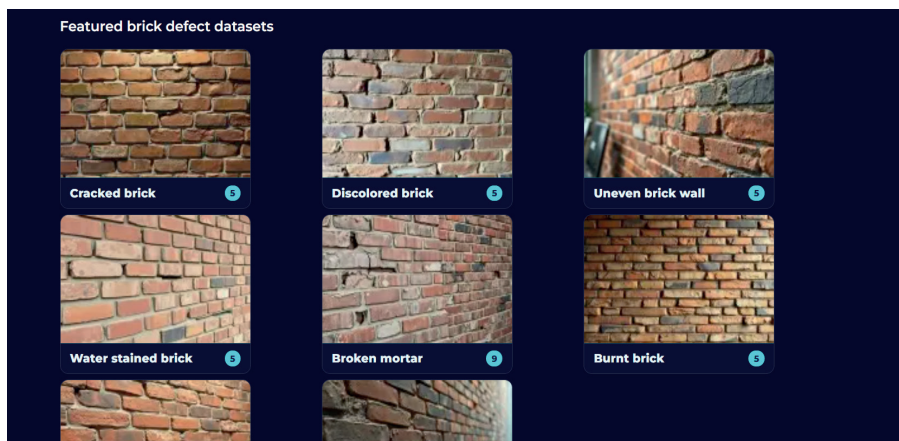 Featured brick defect datasets
Cracked brick 5
Discolored brick 5
Uneven brick wall 5
Water stained brick 5
Broken mortar 9
Burnt brick 5